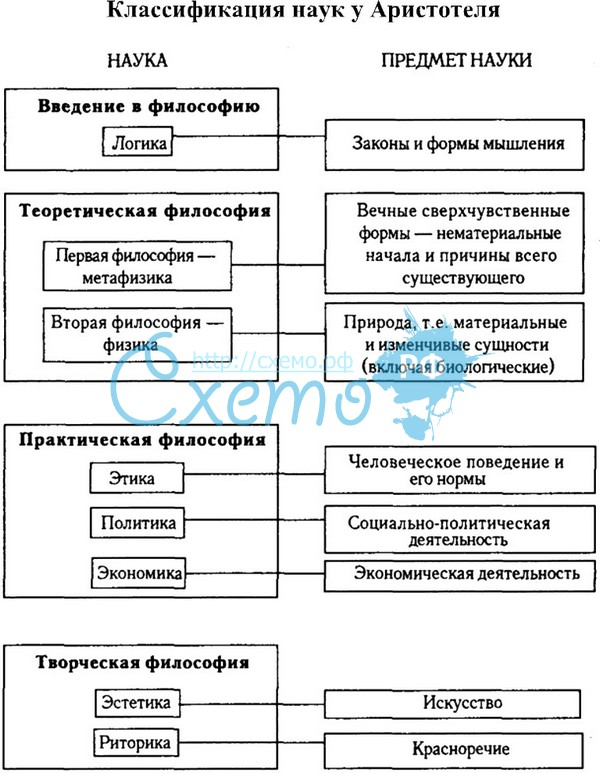 Классификация наук у Аристотеля
НАУКА
ПРЕДМЕТ НАУКИ
Введение в философию
Логика
Законы и формы мышления
Теоретическая философия
Первая философия —
метафизика
Вечные сверхчувственные
формы — нематериальные
начала и причины всего
существующего
Вторая философия —
физика
Природа, т.е. материальные
и изменчивые сущности
(включая биологические)
http://схемо.рф
Схемо
РФ
Практическая философия
Этика
Человеческое поведение и
его нормы
Политика
Социально-политическая
деятельность
Экономика
Экономическая деятельность
Творческая философия
Эстетика
Искусство
Риторика
Красноречие